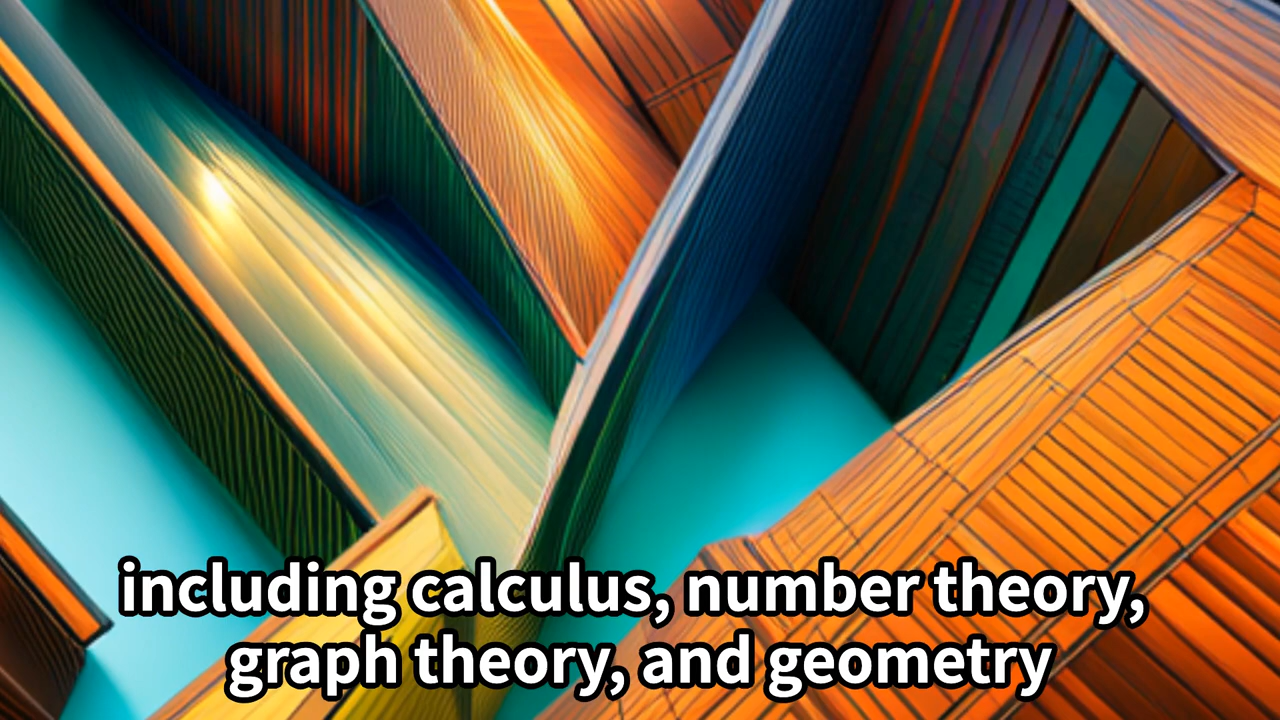 including calculus, number theory,
graph theory, and geometry